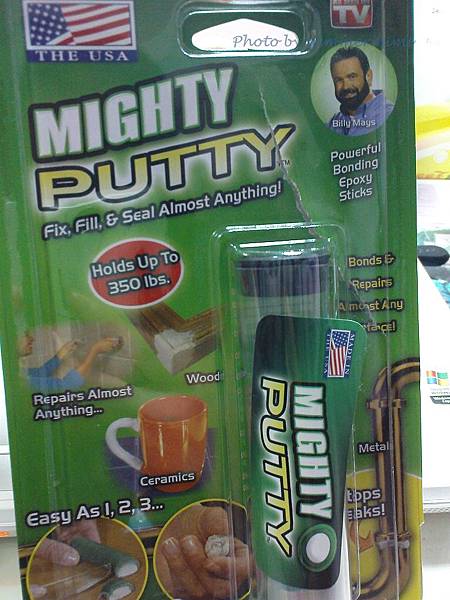 TV
THE USA
Photo by
MIGHTY
PUTTY
Billy Mays
Powerful
Bonding
Epoxy
Sticks
Fix, Fill, & Seal Almost Anything!
Holds Up To
350 lbs.
Bonds &
Repairs
Almost Any
MADE IN
MIGHTY
PUTTY
Repairs Almost
Anything...
Wood
Ceramics
Metal
Easy As 1, 2, 3...